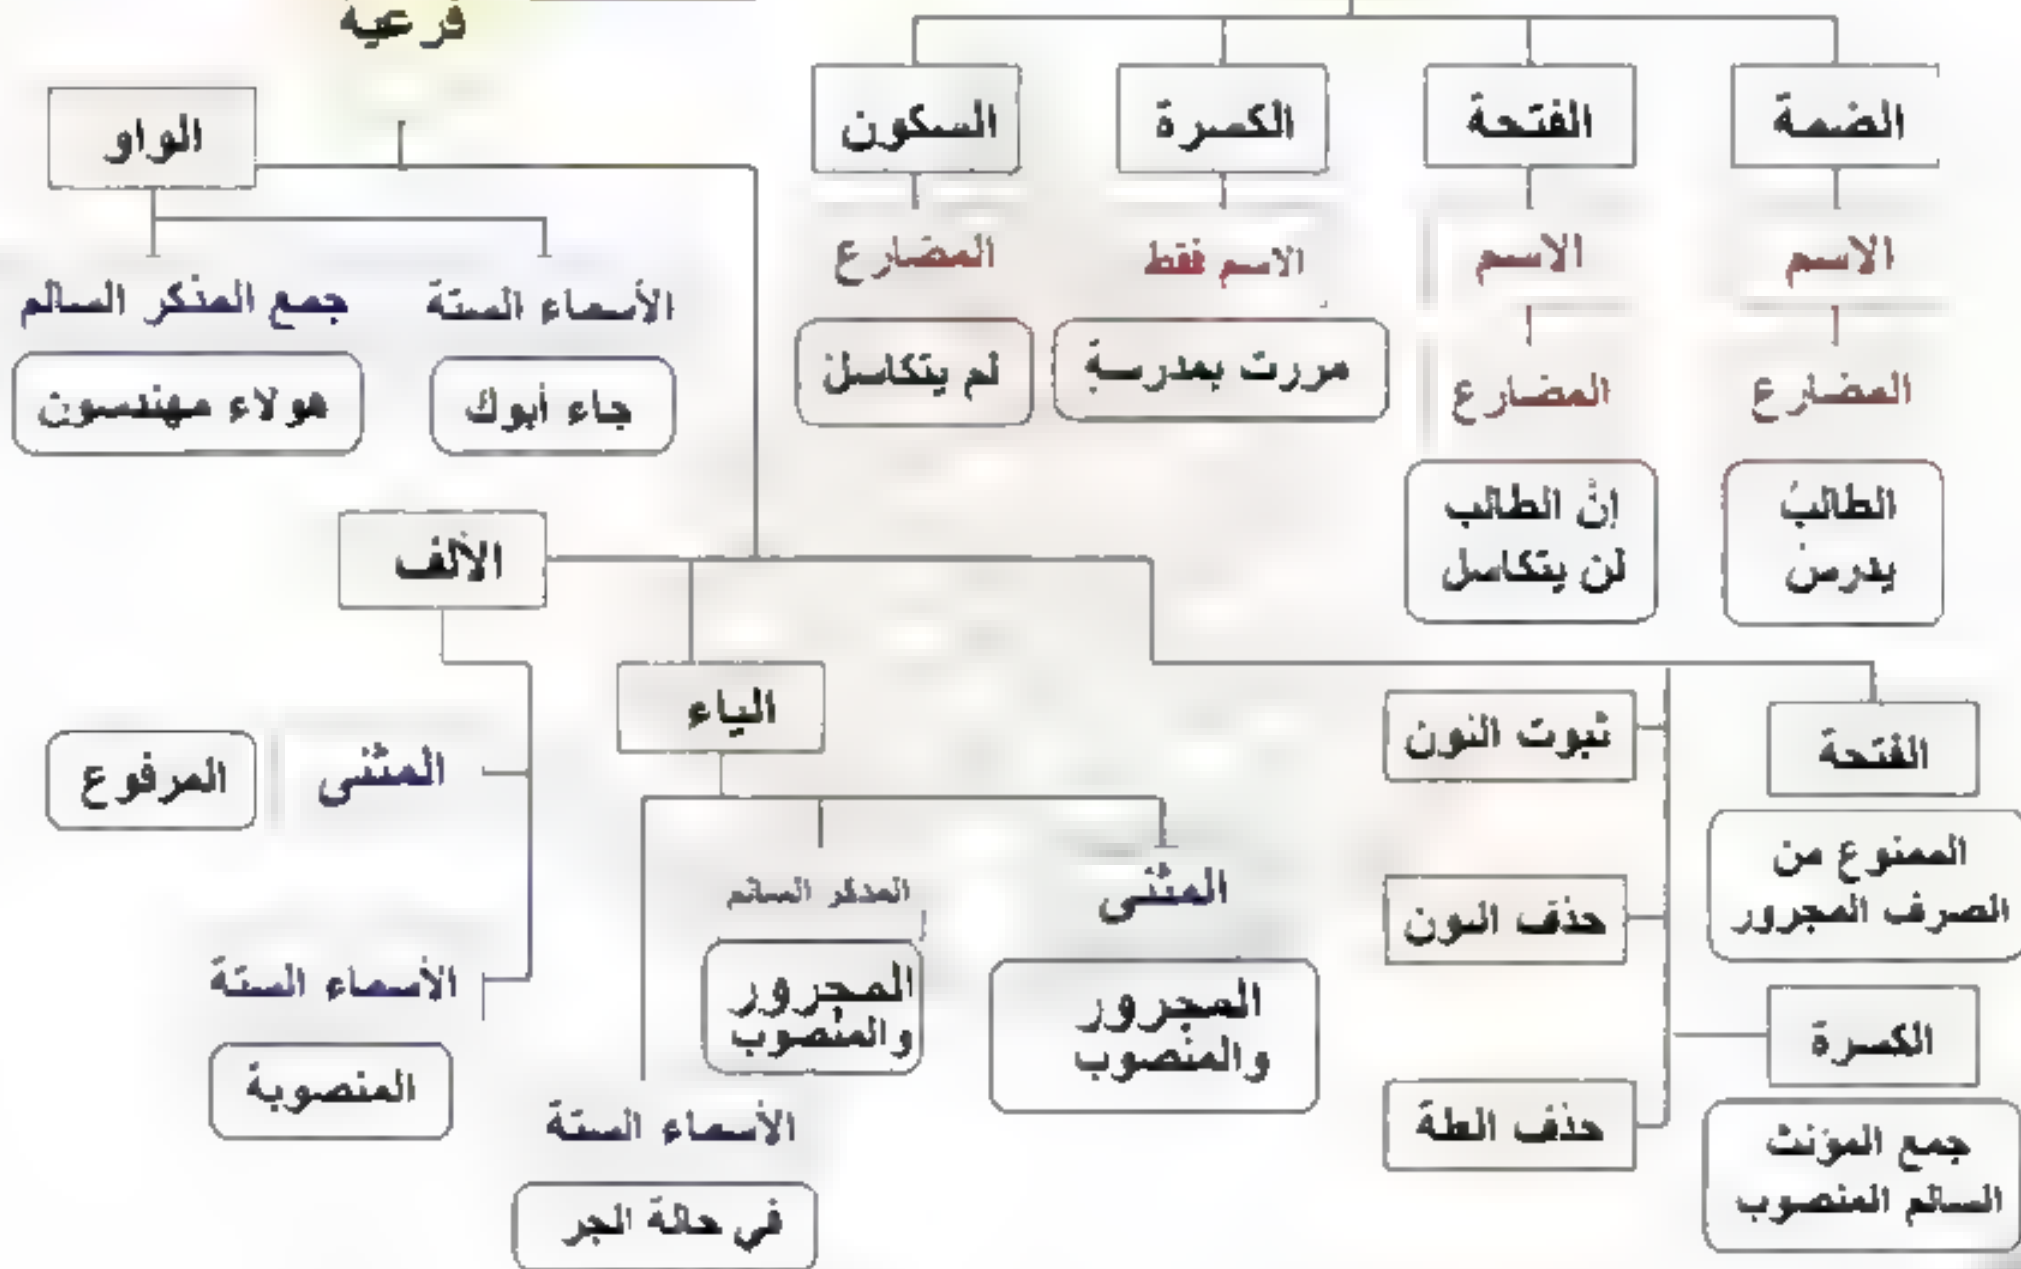 الضمة
الاسم
المضارع
الطالبُ
يدرسُ
الفتحة
الاسم
المضارع
إنَّ الطالب
لن يتكاسل
الكسرة
الاسم فقط
مررت بمدرسةٍ
السكون
المضارع
لم يتكاسلْ
فرعية
الواو
الأسماء الستة
جاء أبوك
جمع المذكر السالم
هولاء مهندسون
الألف
المثنى
المرفوع
الأسماء الستة
المنصوبة
الياء
المثنى
المجرور
والمنصوب
المذكر السالم
المجرور
والمنصوب
الأسماء الستة
في حالة الجر
الفتحة
الممنوع من
الصرف المجرور
الكسرة
جمع المؤنث
السالم المنصوب
ثبوت النون
حذف النون
حذف العلة